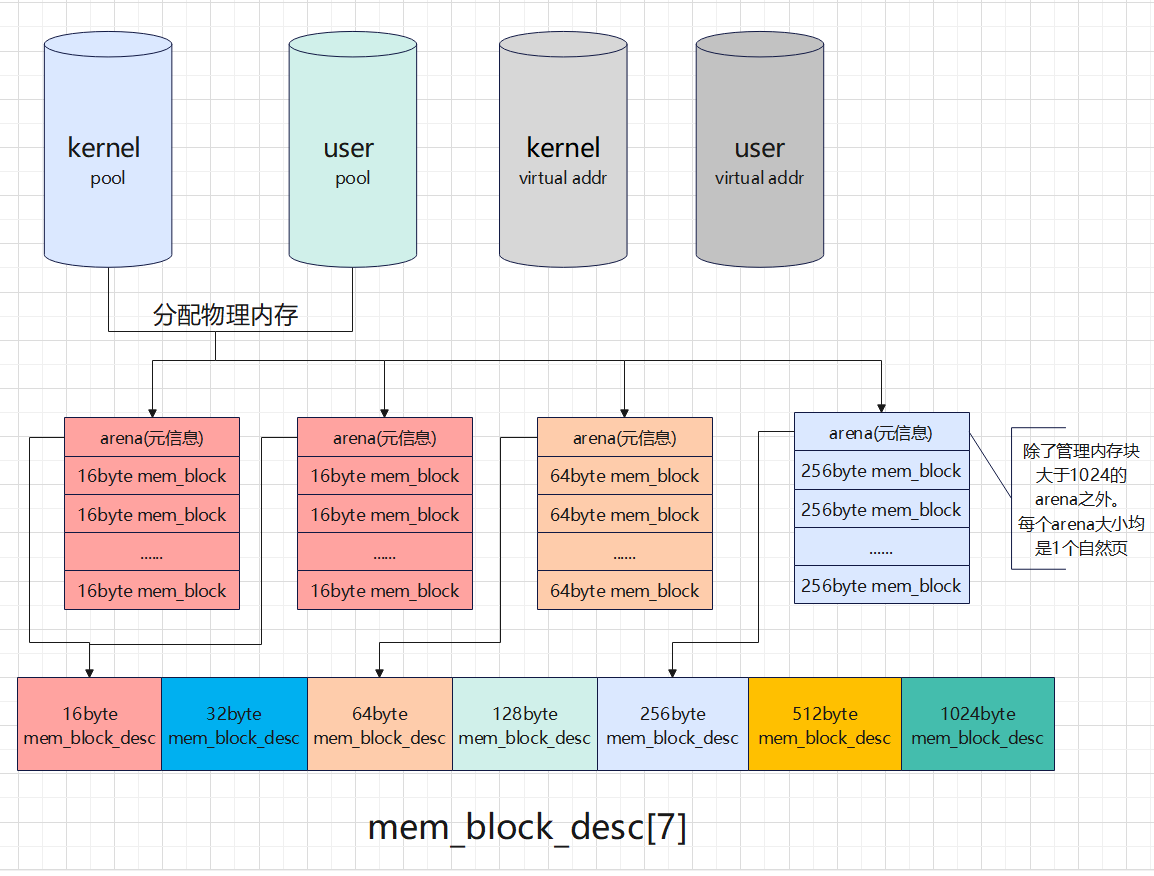 kernel
pool
user
pool
kernel
virtual addr
user
virtual addr
分配物理内存
arena(元信息)
16byte mem_block
16byte mem_block
......
16byte mem_block
arena(元信息)
16byte mem_block
16byte mem_block
......
16byte mem_block
arena(元信息)
64byte mem_block
64byte mem_block
......
64byte mem_block
arena(元信息)
256byte mem_block
256byte mem_block
......
256byte mem_block
除了管理内存块
大于1024的
arena之外。
每个arena大小均
是1个自然页
16byte
mem_block_desc
32byte
mem_block_desc
64byte
mem_block_desc
128byte
mem_block_desc
256byte
mem_block_desc
512byte
mem_block_desc
1024byte
mem_block_desc
mem_block_desc[7]